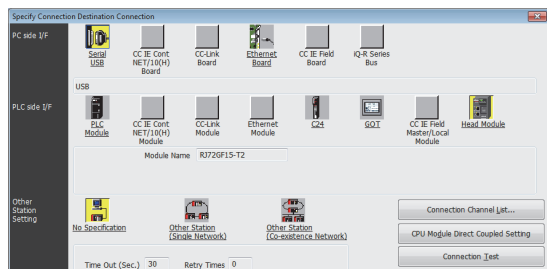 Specify Connection Destination Connection
PC side I/F
Serial USB
CC IE Cont NET/10(H) Board
CC-Link Board
Ethernet Board
CC IE Field Board
iQ-R Series Bus
USB
PLC side I/F
PLC Module
CC IE Cont NET/10(H) Module
CC-Link Module
Ethernet Module
C24
GOT
CC IE Field Master/Local Module
Head Module
Module Name RJ72GF15-T2
Other Station Setting
No Specification
Other Station (Single Network)
Other Station (Co-existence Network)
Connection Channel List...
CPU Module Direct Coupled Setting
Connection Test
Time Out (Sec.) 30 Retry Times 0